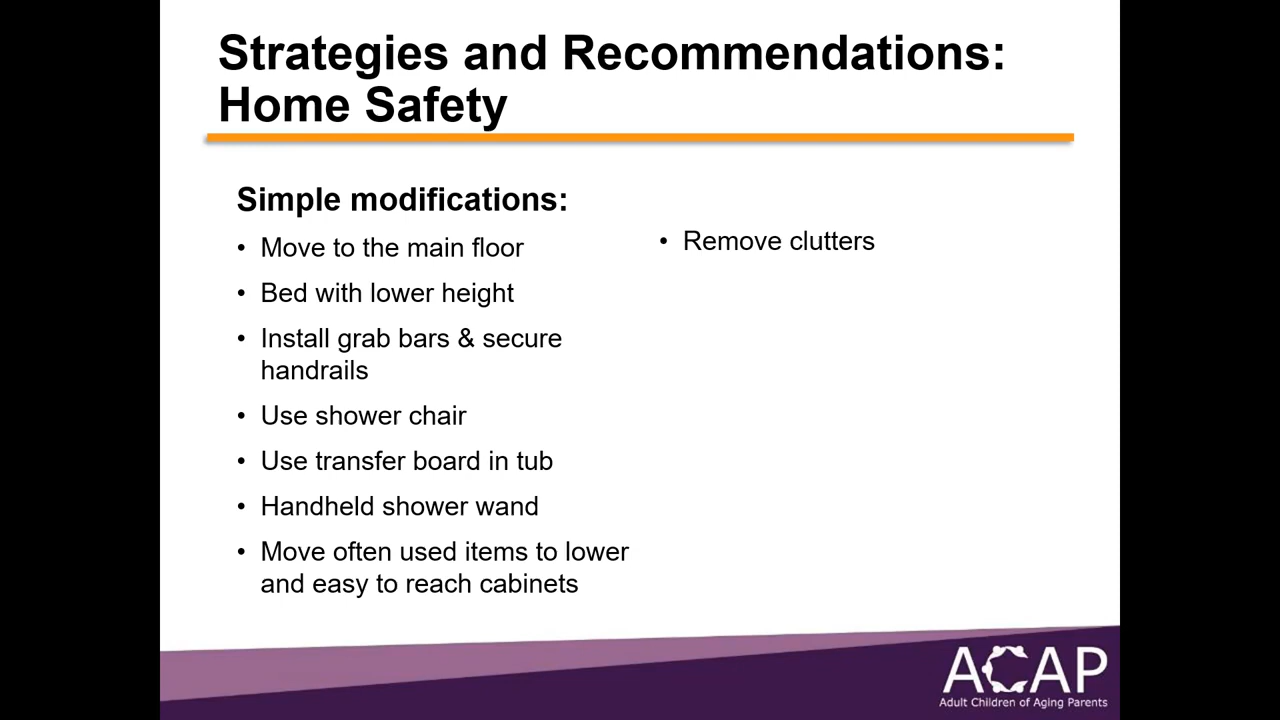 Strategies and Recommendations:
Home Safety
Simple modifications:
• Move to the main floor
• Bed with lower height
• Install grab bars & secure
handrails
• Use shower chair
• Use transfer board in tub
• Handheld shower wand
• Move often used items to lower
and easy to reach cabinets
• Remove clutters
ACAP
Adult Children of Aging Parents